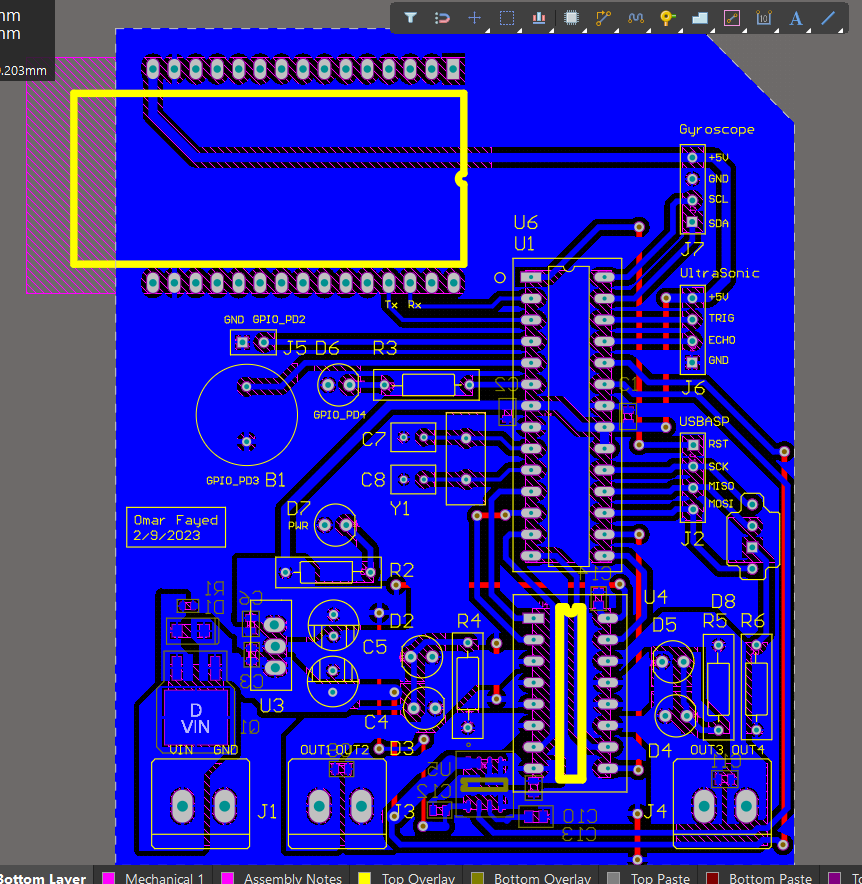 nm
nm
.203mm
Gyroscope
+5V
GND
SCL
SDA
J7
U6
U1
UltraSonic
+5V
TRIG
ECHO
GND
J6
Tx Rx
GND GPIO_PD2
J5 D6 R3
GPIO_PD4
C2
C1
USBASP
RST
SCK
MISO
MOSI
J2
C7
C8
Y1
GPIO_PD3 B1
D7
PWR
Omar Fayed
2/9/2023
R2
C14
U4
R1
D1
C6
D2
C5
R4
D8
D5 R5 R6
C3
U3
C4
Q1
D
VIN
VIN GND
OUT1 OUT2
D3
D4
OUT3 OUT4
U5
C11
C12
J1
J3
C10
C13
J4
Bottom Layer
Mechanical 1
Assembly Notes
Top Overlay
Bottom Overlay
Top Paste
Bottom Paste